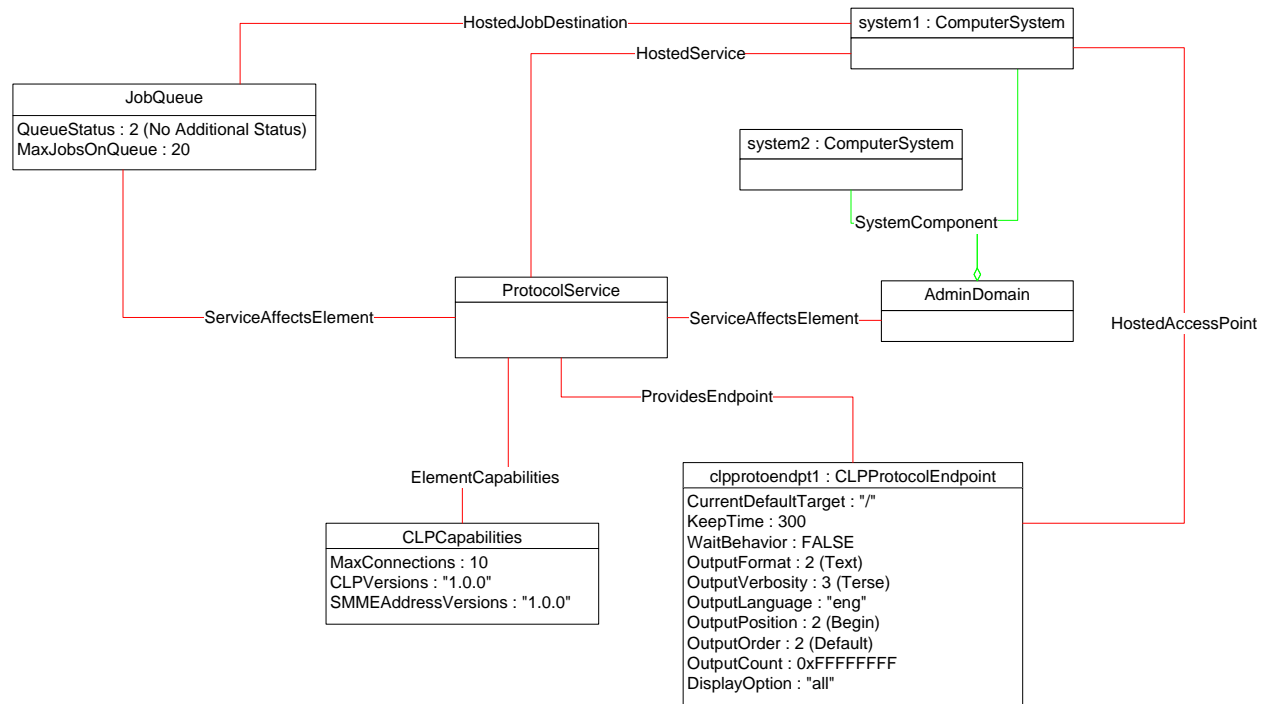 HostedJobDestination
system1 : ComputerSystem
HostedService
JobQueue
QueueStatus : 2 (No Additional Status)
MaxJobsOnQueue : 20
system2 : ComputerSystem
SystemComponent
ProtocolService
AdminDomain
ServiceAffectsElement
ServiceAffectsElement
HostedAccessPoint
ProvidesEndpoint
ElementCapabilities
clpprotoendpt1 : CLPProtocolEndpoint
CurrentDefaultTarget : "/"
KeepTime : 300
WaitBehavior : FALSE
OutputFormat : 2 (Text)
OutputVerbosity : 3 (Terse)
OutputLanguage : "eng"
OutputPosition : 2 (Begin)
OutputOrder : 2 (Default)
OutputCount : 0xFFFFFFFF
DisplayOption : "all"
CLPCapabilities
MaxConnections : 10
CLPVersions : "1.0.0"
SMMEAddressVersions : "1.0.0"